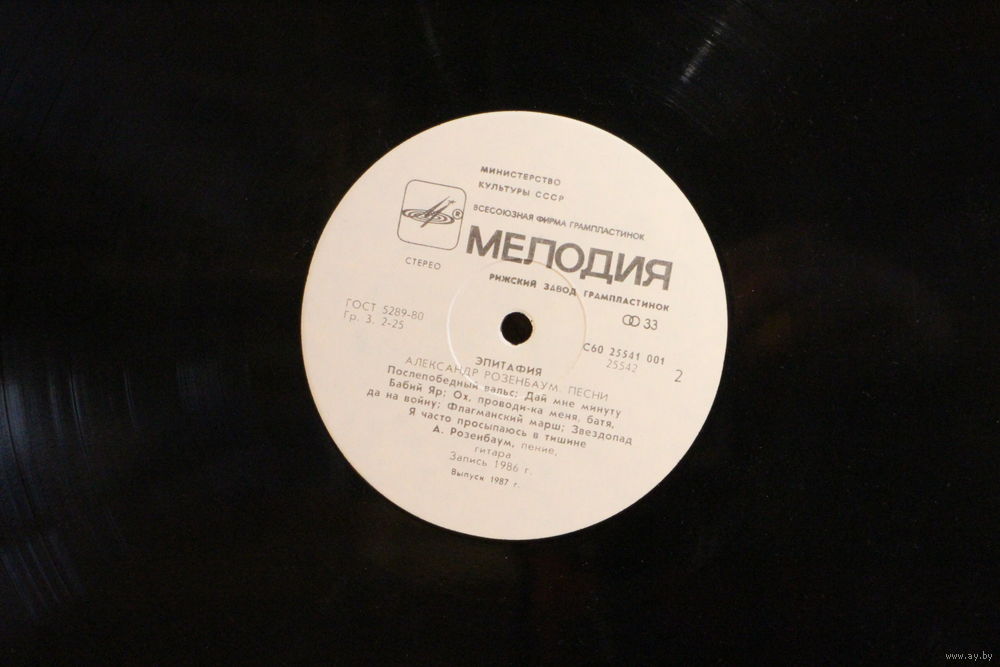 МИНИСТЕРСТВО
КУЛЬТУРЫ СССР
ВСЕСОЮЗНАЯ ФИРМА ГРАМПЛАСТИНОК
®
МЕЛОДИЯ
СТЕРЕО
РИЖСКИЙ ЗАВОД ГРАМПЛАСТИНОК
ГОСТ 5289-80
Гр. 3. 2-25
33
С60 25541 001
25542
2
ЭПИТАФИЯ
АЛЕКСАНДР РОЗЕНБАУМ. ПЕСНИ
Послепобедный вальс; Дай мне минуту
Бабий Яр; Ох, проводи-ка меня, батя,
да на войну; Флагманский марш; Звездопад
Я часто просыпаюсь в тишине
А. Розенбаум, пение,
гитара
Запись 1986 г.
Выпуск 1987 г.
www.ay.by